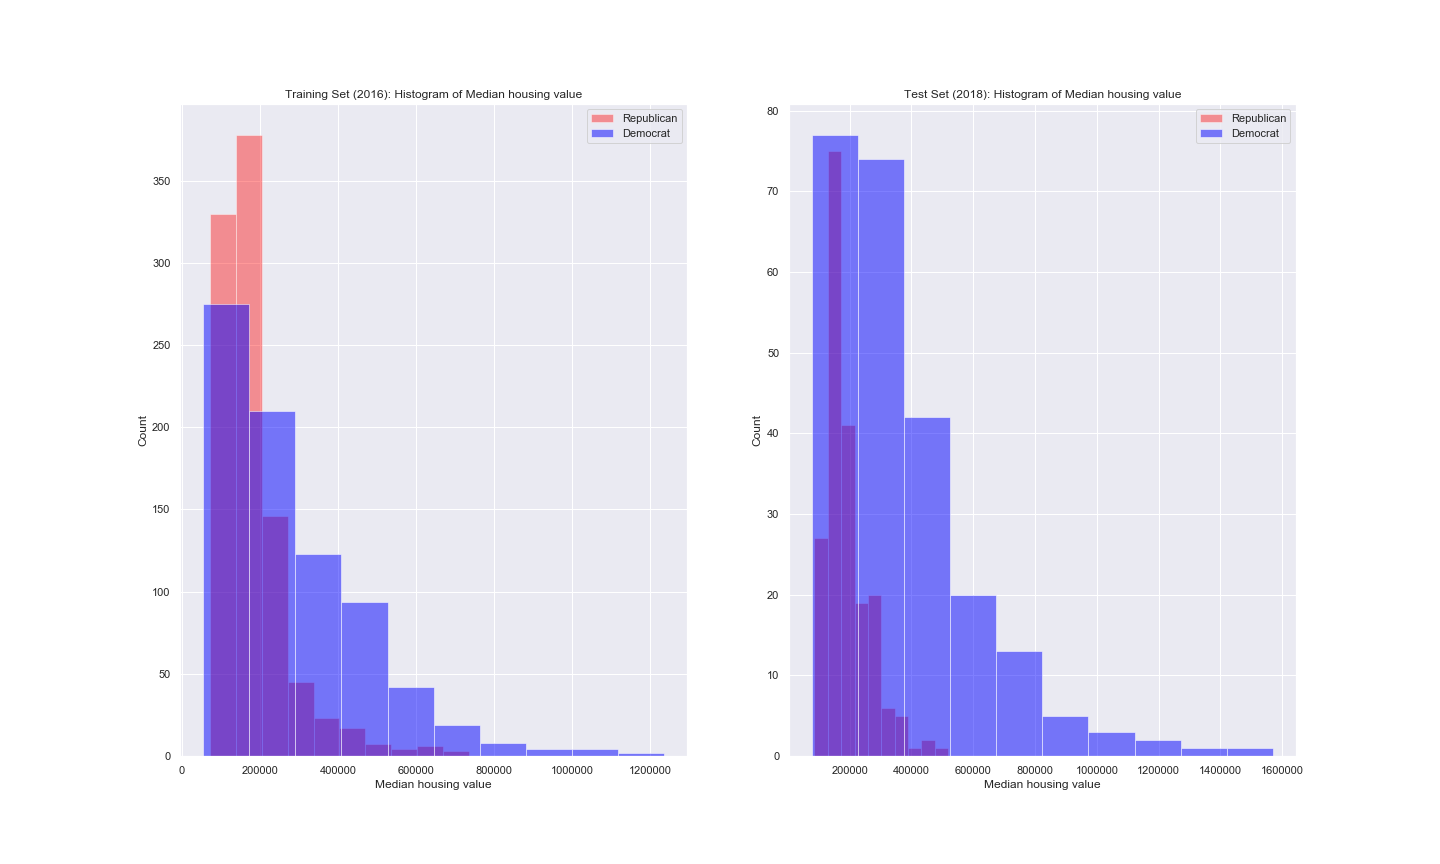 Training Set (2016): Histogram of Median housing value
Republican
Democrat
350
300
250
200
150
100
50
0
Count
0 200000 400000 600000 800000 1000000 1200000
Median housing value
Test Set (2018): Histogram of Median housing value
Republican
Democrat
80
70
60
50
40
30
20
10
0
Count
200000 400000 600000 800000 1000000 1200000 1400000 1600000
Median housing value